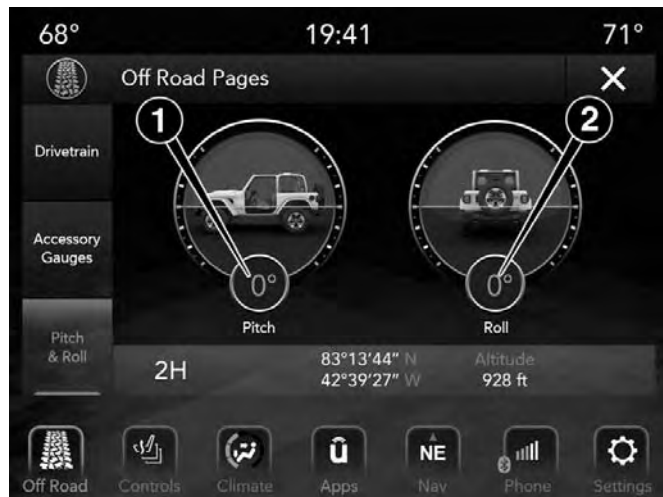 68° 19:41 71°
Off Road Pages
1 2
Drivetrain
Accessory
Gauges
0° 0°
Pitch Roll
Pitch
& Roll
2H
83°13'44" N Altitude
42°39'27" W 928 ft
û NE
Off Road Controls Climate Apps Nav Phone Settings